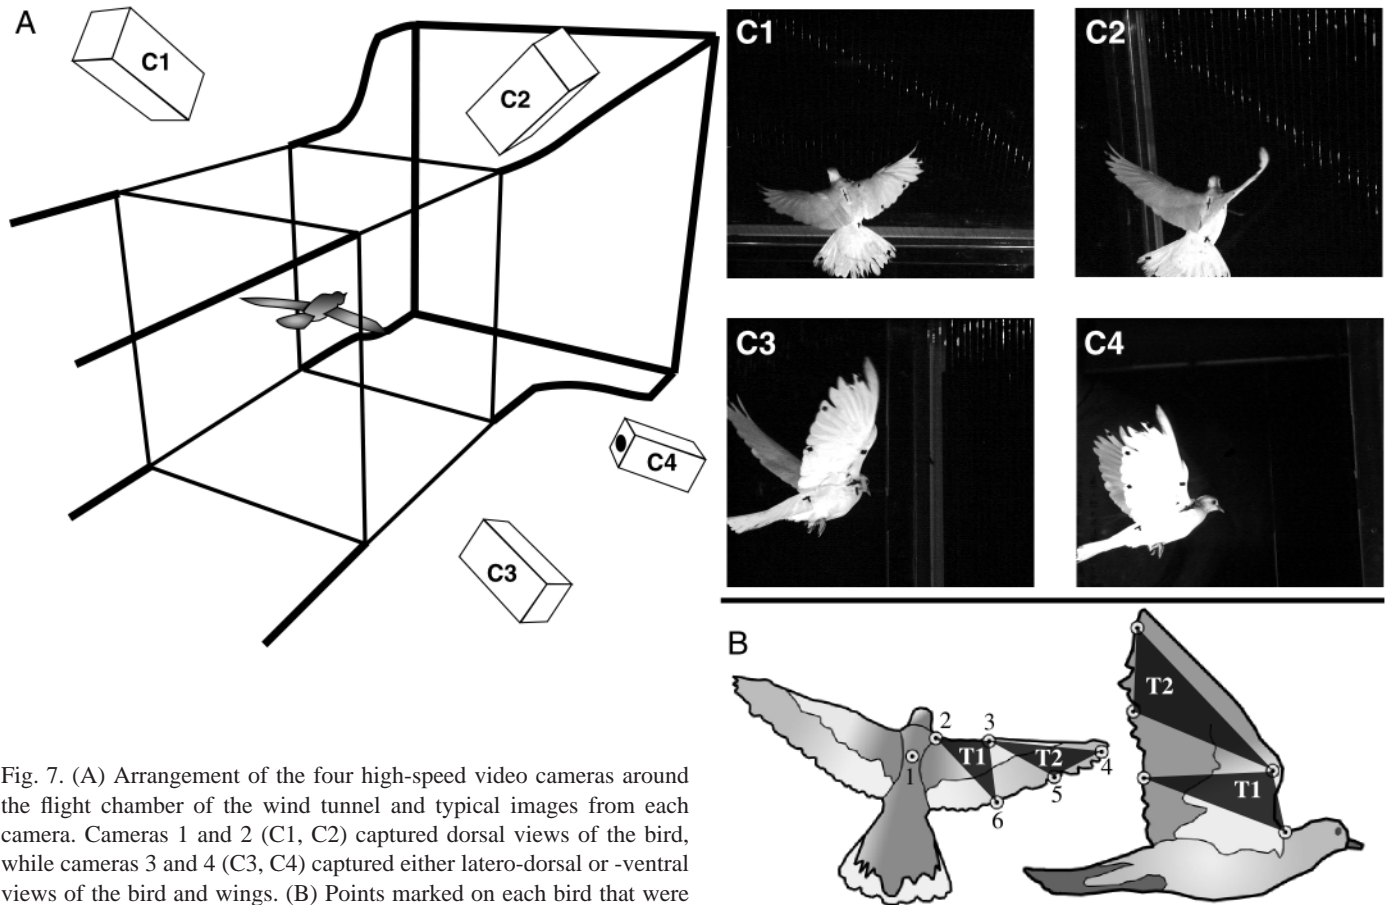 A
C1
C2
C3
C4
C1
C2
C3
C4
B
T1
T2
1
2
3
4
5
6
T2
T1
Fig. 7. (A) Arrangement of the four high-speed video cameras around
the flight chamber of the wind tunnel and typical images from each
camera. Cameras 1 and 2 (C1, C2) captured dorsal views of the bird,
while cameras 3 and 4 (C3, C4) captured either latero-dorsal or -ventral
views of the bird and wings. (B) Points marked on each bird that were